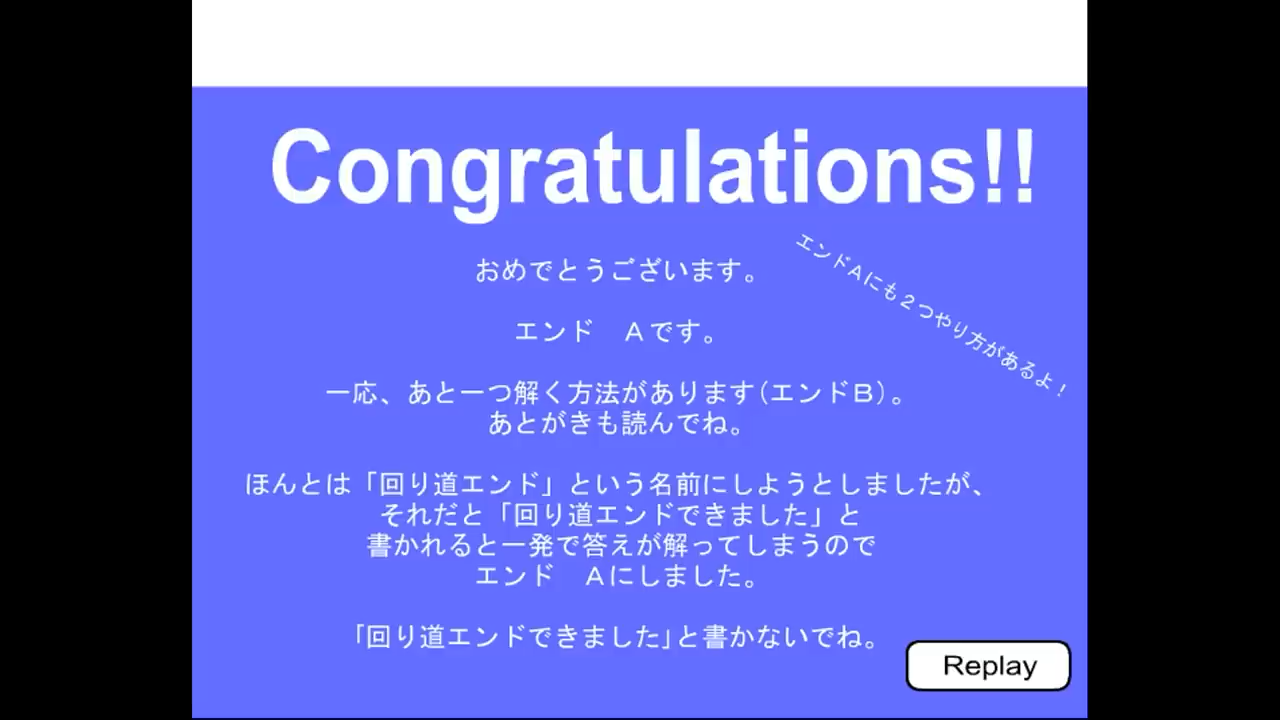 Congratulations!!
エンドAにも2つやり方があるよ!
おめでとうございます。
エンド　Aです。
一応、あと一つ解く方法があります(エンドB)。
あとがきも読んでね。
ほんとは「回り道エンド」という名前にしようとしましたが、
それだと「回り道エンドできました」と
書かれると一発で答えが解ってしまうので
エンド　Aにしました。
「回り道エンドできました」と書かないでね。
Replay